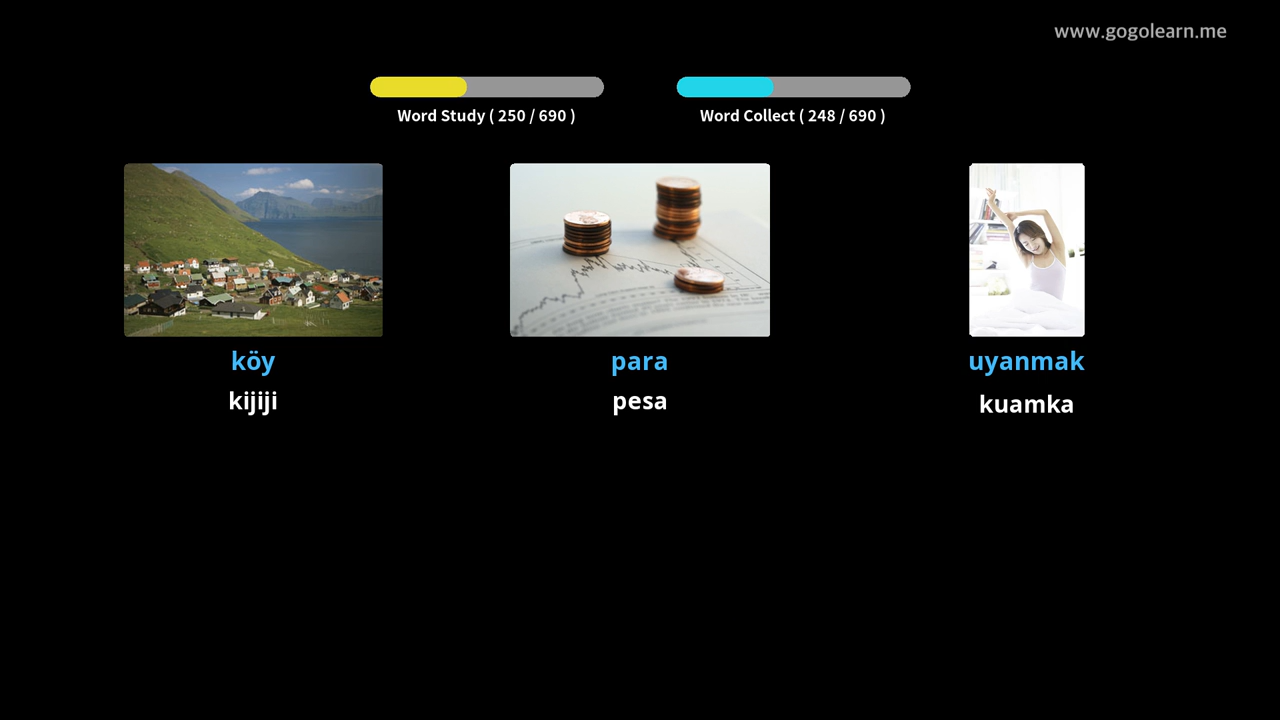 www.gogolearn.me
Word Study ( 250 / 690 )
Word Collect ( 248 / 690 )
köy
para
uyanmak
kijiji
pesa
kuamka